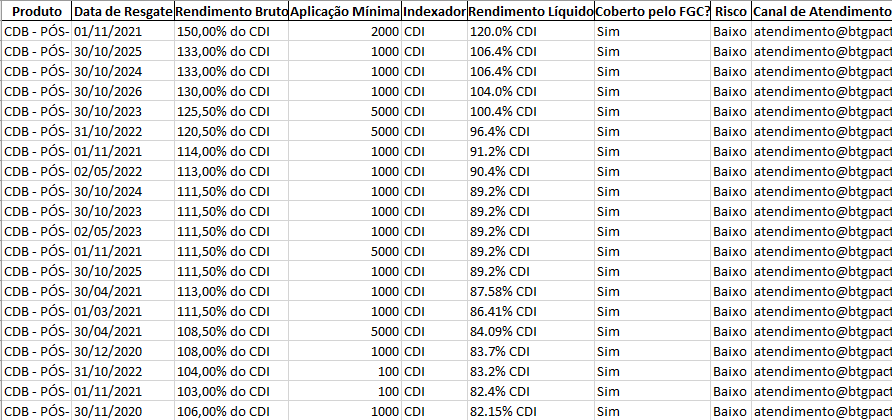 Produto Data de Resgate Rendimento Bruto Aplicação Mínima Indexador Rendimento Líquido Coberto pelo FGC? Risco Canal de Atendimento
CDB - PÓS- 01/11/2021 150,00% do CDI 2000 CDI 120.0% CDI Sim Baixo atendimento@btgpact
CDB - PÓS- 30/10/2025 133,00% do CDI 1000 CDI 106.4% CDI Sim Baixo atendimento@btgpact
CDB - PÓS- 30/10/2024 133,00% do CDI 1000 CDI 106.4% CDI Sim Baixo atendimento@btgpact
CDB - PÓS- 30/10/2026 130,00% do CDI 1000 CDI 104.0% CDI Sim Baixo atendimento@btgpact
CDB - PÓS- 30/10/2023 125,50% do CDI 5000 CDI 100.4% CDI Sim Baixo atendimento@btgpact
CDB - PÓS- 31/10/2022 120,50% do CDI 5000 CDI 96.4% CDI Sim Baixo atendimento@btgpact
CDB - PÓS- 01/11/2021 114,00% do CDI 1000 CDI 91.2% CDI Sim Baixo atendimento@btgpact
CDB - PÓS- 02/05/2022 113,00% do CDI 1000 CDI 90.4% CDI Sim Baixo atendimento@btgpact
CDB - PÓS- 30/10/2024 111,50% do CDI 1000 CDI 89.2% CDI Sim Baixo atendimento@btgpact
CDB - PÓS- 30/10/2023 111,50% do CDI 1000 CDI 89.2% CDI Sim Baixo atendimento@btgpact
CDB - PÓS- 02/05/2023 111,50% do CDI 1000 CDI 89.2% CDI Sim Baixo atendimento@btgpact
CDB - PÓS- 01/11/2021 111,50% do CDI 5000 CDI 89.2% CDI Sim Baixo atendimento@btgpact
CDB - PÓS- 30/10/2025 111,50% do CDI 1000 CDI 89.2% CDI Sim Baixo atendimento@btgpact
CDB - PÓS- 30/04/2021 113,00% do CDI 1000 CDI 87.58% CDI Sim Baixo atendimento@btgpact
CDB - PÓS- 01/03/2021 111,50% do CDI 1000 CDI 86.41% CDI Sim Baixo atendimento@btgpact
CDB - PÓS- 30/04/2021 108,50% do CDI 5000 CDI 84.09% CDI Sim Baixo atendimento@btgpact
CDB - PÓS- 30/12/2020 108,00% do CDI 1000 CDI 83.7% CDI Sim Baixo atendimento@btgpact
CDB - PÓS- 31/10/2022 104,00% do CDI 100 CDI 83.2% CDI Sim Baixo atendimento@btgpact
CDB - PÓS- 01/11/2021 103,00% do CDI 100 CDI 82.4% CDI Sim Baixo atendimento@btgpact
CDB - PÓS- 30/11/2020 106,00% do CDI 1000 CDI 82.15% CDI Sim Baixo atendimento@btgpact